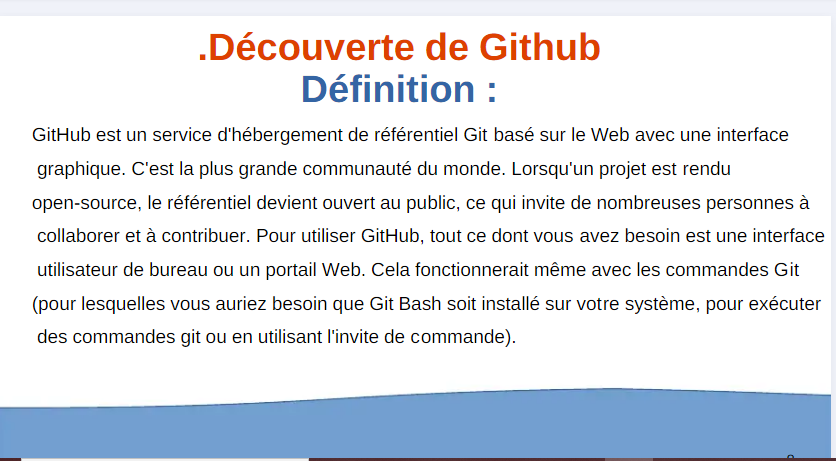 .Découverte de Github
Définition :
GitHub est un service d'hébergement de référentiel Git basé sur le Web avec une interface
graphique. C'est la plus grande communauté du monde. Lorsqu'un projet est rendu
open-source, le référentiel devient ouvert au public, ce qui invite de nombreuses personnes à
collaborer et à contribuer. Pour utiliser GitHub, tout ce dont vous avez besoin est une interface
utilisateur de bureau ou un portail Web. Cela fonctionnerait même avec les commandes Git
(pour lesquelles vous auriez besoin que Git Bash soit installé sur votre système, pour exécuter
des commandes git ou en utilisant l'invite de commande).